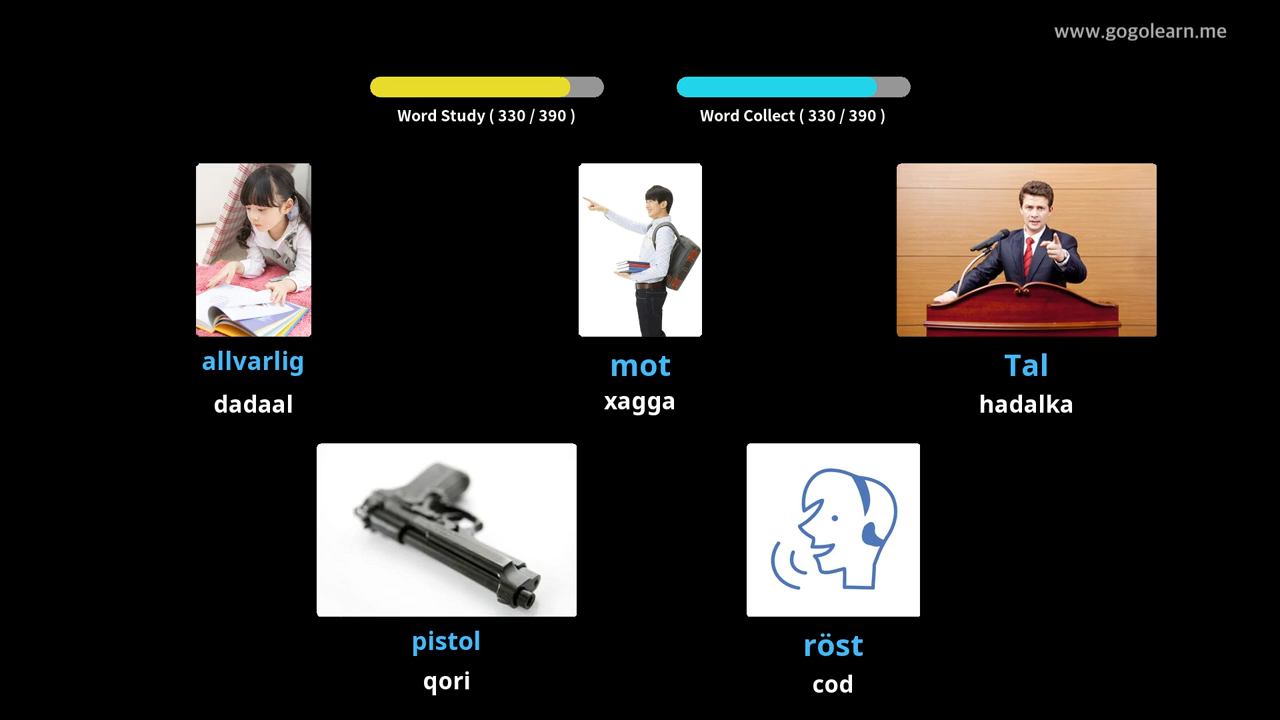 www.gogolearn.me
Word Study ( 330 / 390 )
Word Collect ( 330 / 390 )
allvarlig
dadaal
mot
xagga
Tal
hadalka
pistol
qori
röst
cod